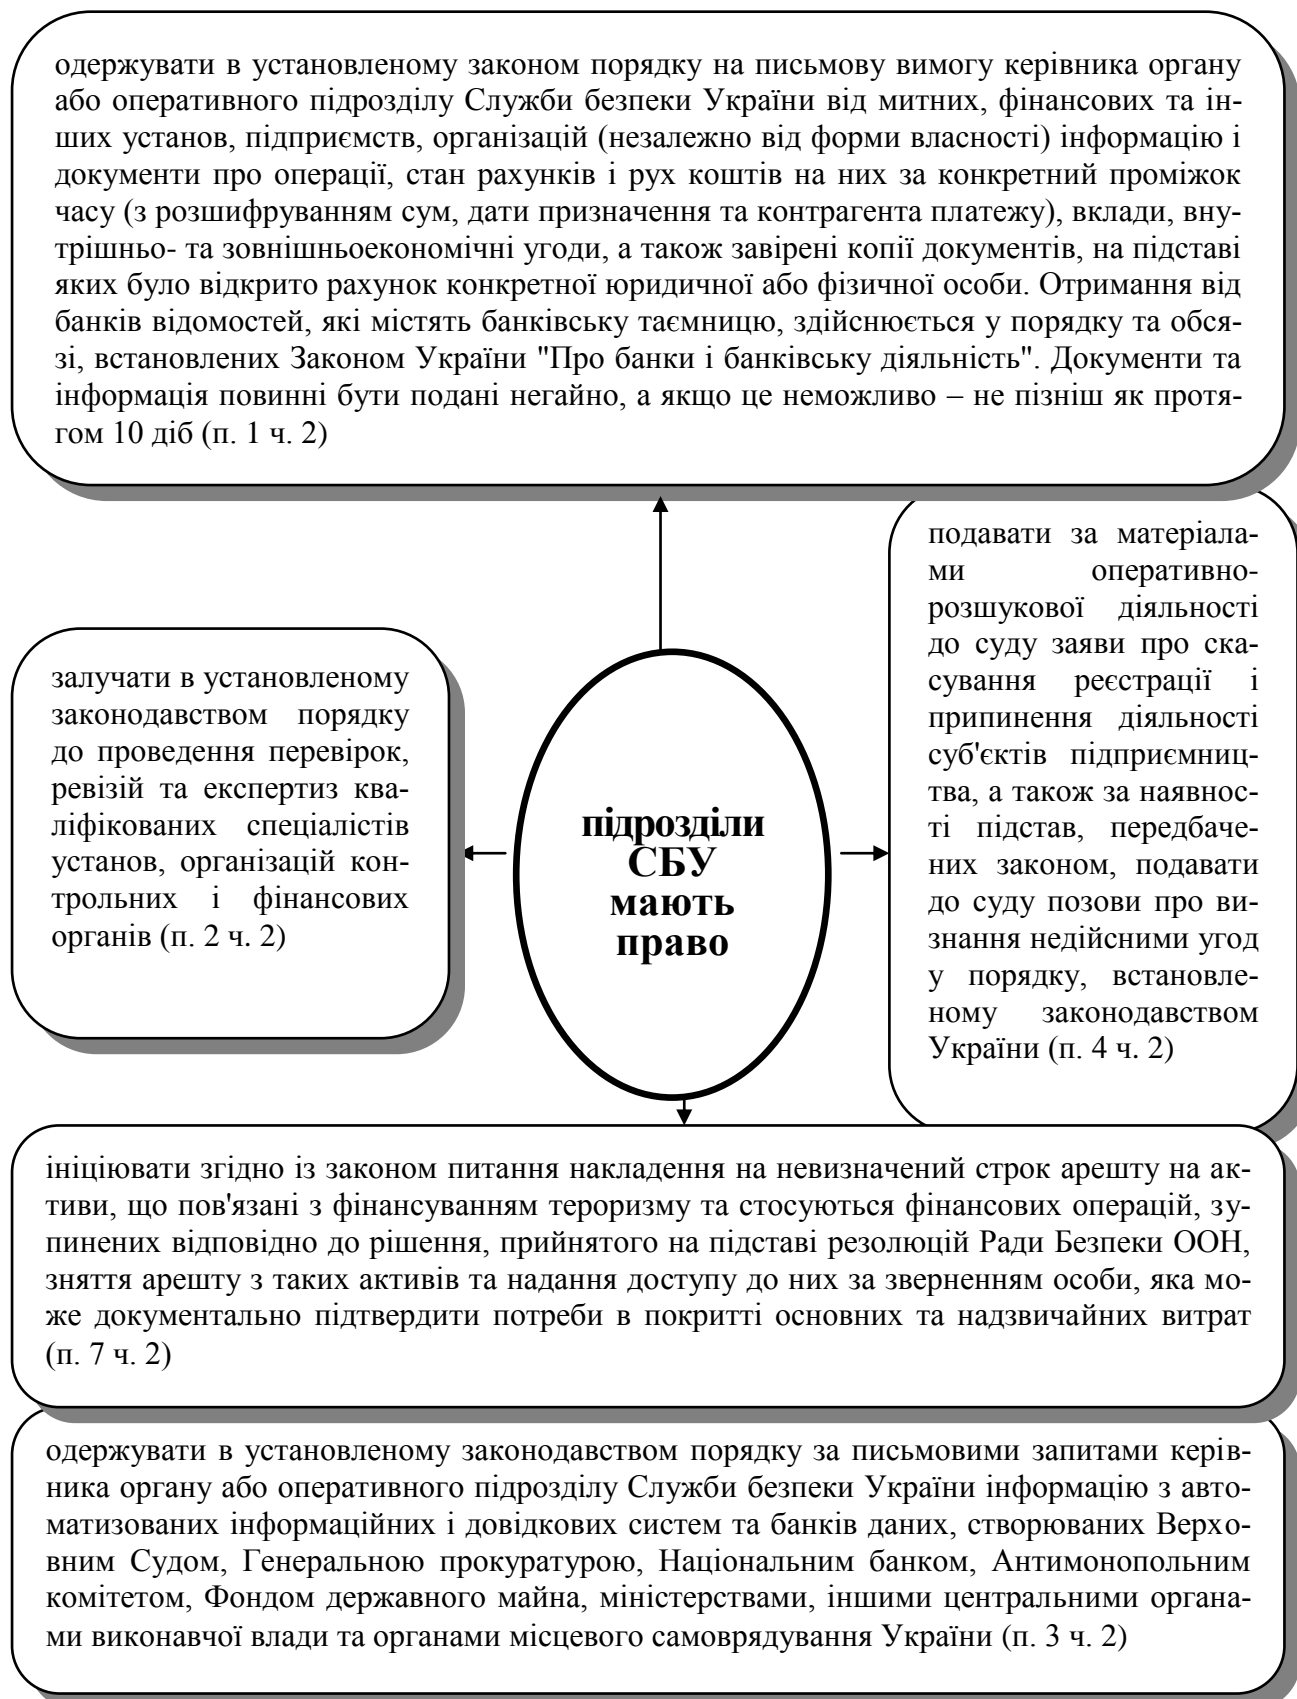 одержувати в установленому законом порядку на письмову вимогу керівника органу
або оперативного підрозділу Служби безпеки України від митних, фінансових та ін-
ших установ, підприємств, організацій (незалежно від форми власності) інформацію і
документи про операції, стан рахунків і рух коштів на них за конкретний проміжок
часу (з розшифруванням сум, дати призначення та контрагента платежу), вклади, вну-
трішньо- та зовнішньоекономічні угоди, а також завірені копії документів, на підставі
яких було відкрито рахунок конкретної юридичної або фізичної особи. Отримання від
банків відомостей, які містять банківську таємницю, здійснюється у порядку та обся-
зі, встановлених Законом України "Про банки і банківську діяльність". Документи та
інформація повинні бути подані негайно, а якщо це неможливо – не пізніш як протя-
гом 10 діб (п. 1 ч. 2)
залучати в установленому
законодавством порядку
до проведення перевірок,
ревізій та експертиз ква-
ліфікованих спеціалістів
установ, організацій кон-
трольних і фінансових
органів (п. 2 ч. 2)
підрозділи
СБУ
мають
право
подавати за матеріала-
ми оперативно-
розшукової діяльності
до суду заяви про ска-
сування реєстрації і
припинення діяльності
суб'єктів підприємниц-
тва, а також за наявнос-
ті підстав, передбаче-
них законом, подавати
до суду позови про ви-
знання недійсними угод
у порядку, встановле-
ному законодавством
України (п. 4 ч. 2)
ініціювати згідно із законом питання накладення на невизначений строк арешту на ак-
тиви, що пов'язані з фінансуванням тероризму та стосуються фінансових операцій, зу-
пинених відповідно до рішення, прийнятого на підставі резолюцій Ради Безпеки ООН,
зняття арешту з таких активів та надання доступу до них за зверненням особи, яка мо-
же документально підтвердити потреби в покритті основних та надзвичайних витрат
(п. 7 ч. 2)
одержувати в установленому законодавством порядку за письмовими запитами керів-
ника органу або оперативного підрозділу Служби безпеки України інформацію з авто-
матизованих інформаційних і довідкових систем та банків даних, створюваних Верхо-
вним Судом, Генеральною прокуратурою, Національним банком, Антимонопольним
комітетом, Фондом державного майна, міністерствами, іншими центральними органа-
ми виконавчої влади та органами місцевого самоврядування України (п. 3 ч. 2)